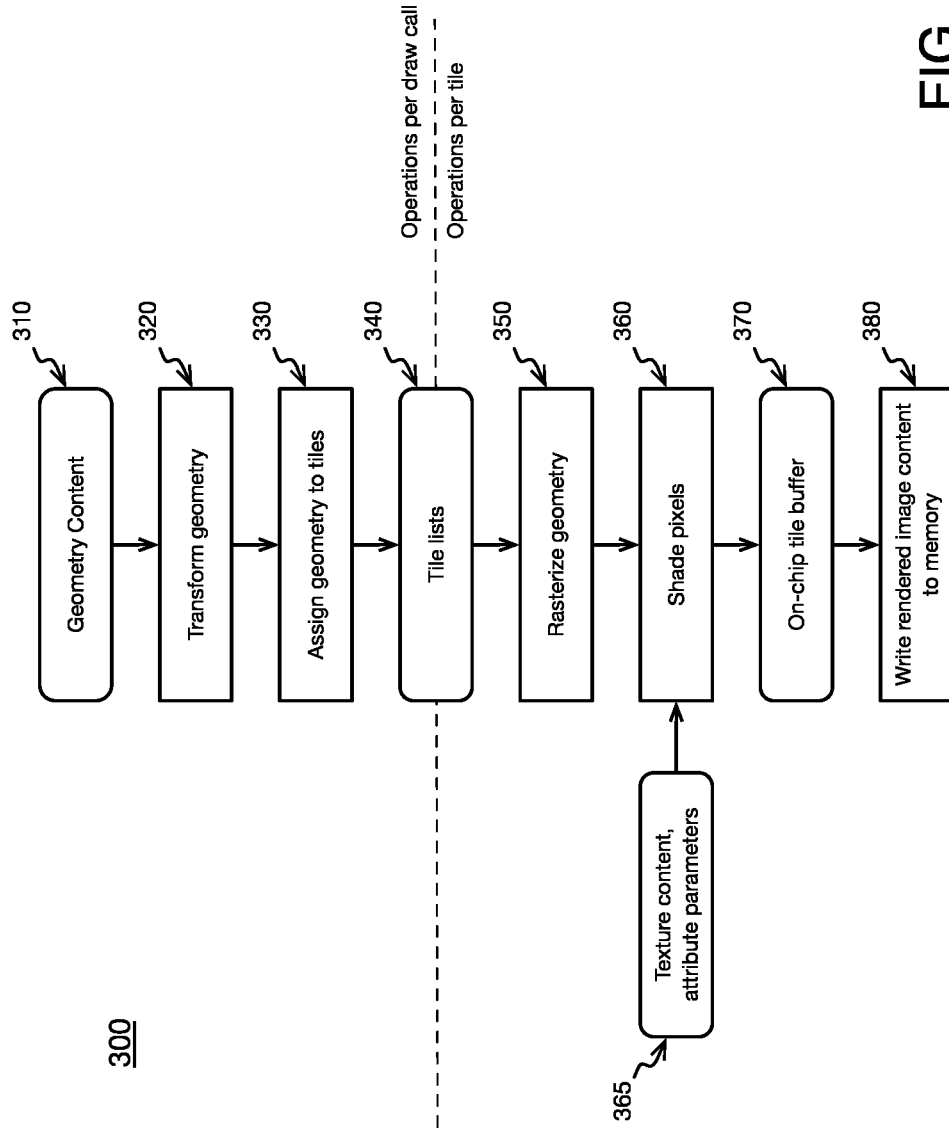 300
310
Geometry Content
320
Transform geometry
330
Assign geometry to tiles
340
Tile lists
Operations per draw call
Operations per tile
350
Rasterize geometry
360
Shade pixels
365
Texture content,
attribute parameters
370
On-chip tile buffer
380
Write rendered image content
to memory
FIG